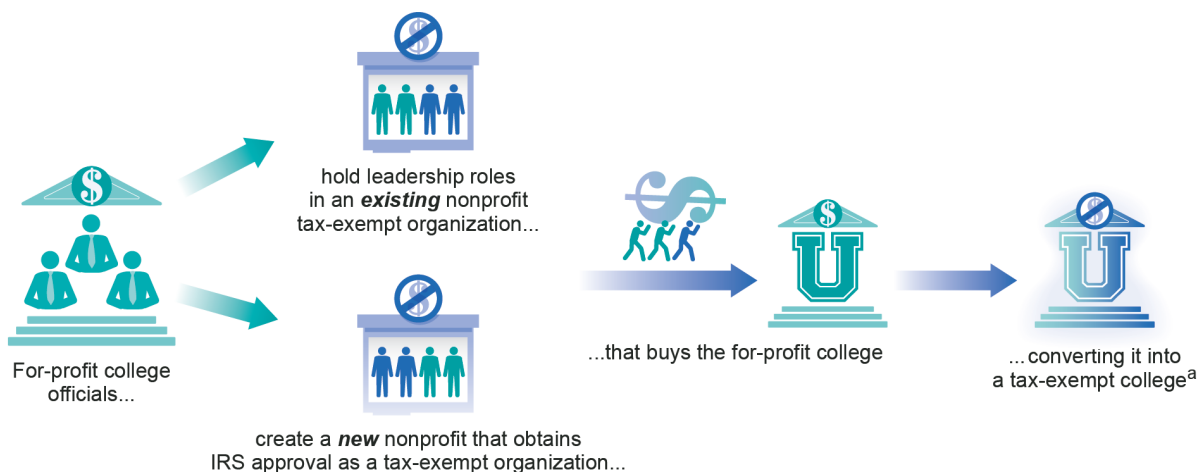 For-profit college
officials...
hold leadership roles
in an existing nonprofit
tax-exempt organization...
create a new nonprofit that obtains
IRS approval as a tax-exempt organization...
...that buys the for-profit college
...converting it into
a tax-exempt collegeª
$
$
$
$
$
U
$
U